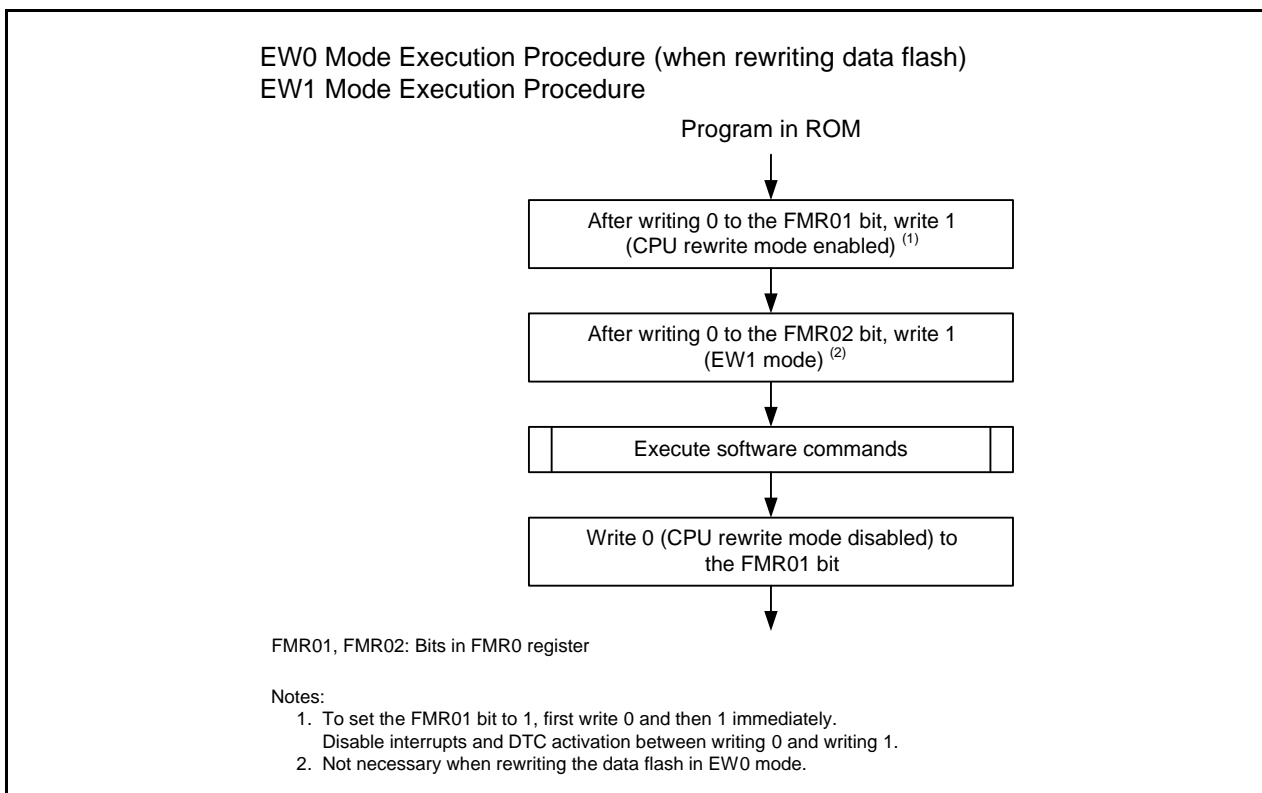 EW0 Mode Execution Procedure (when rewriting data flash)
EW1 Mode Execution Procedure
Program in ROM
After writing 0 to the FMR01 bit, write 1
(CPU rewrite mode enabled) (1)
After writing 0 to the FMR02 bit, write 1
(EW1 mode) (2)
Execute software commands
Write 0 (CPU rewrite mode disabled) to
the FMR01 bit
FMR01, FMR02: Bits in FMR0 register
Notes:
1. To set the FMR01 bit to 1, first write 0 and then 1 immediately.
Disable interrupts and DTC activation between writing 0 and writing 1.
2. Not necessary when rewriting the data flash in EW0 mode.